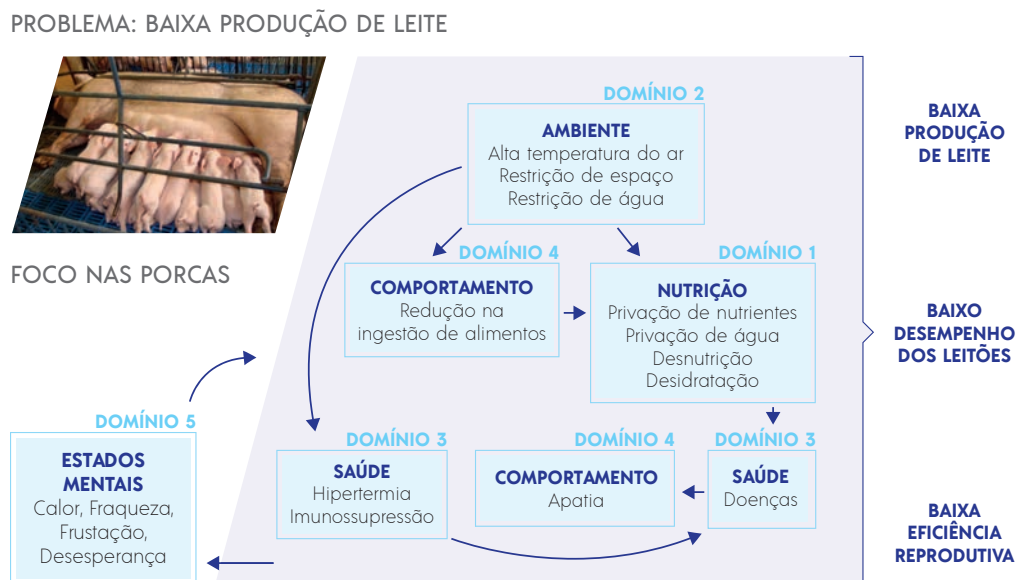 PROBLEMA: BAIXA PRODUÇÃO DE LEITE
DOMÍNIO 2
AMBIENTE
Alta temperatura do ar
Restrição de espaço
Restrição de água
BAIXA
PRODUÇÃO
DE LEITE
FOCO NAS PORCAS
DOMÍNIO 4
COMPORTAMENTO
Redução na
ingestão de alimentos
DOMÍNIO 1
NUTRIÇÃO
Privação de nutrientes
Privação de água
Desnutrição
Desidratação
BAIXO
DESEMPENHO
DOS LEITÕES
DOMÍNIO 5
ESTADOS
MENTAIS
Calor, Fraqueza,
Frustação,
Desesperança
DOMÍNIO 3
SAÚDE
Hipertermia
Imunossupressão
DOMÍNIO 4
COMPORTAMENTO
Apatia
DOMÍNIO 3
SAÚDE
Doenças
BAIXA
EFICIÊNCIA
REPRODUTIVA